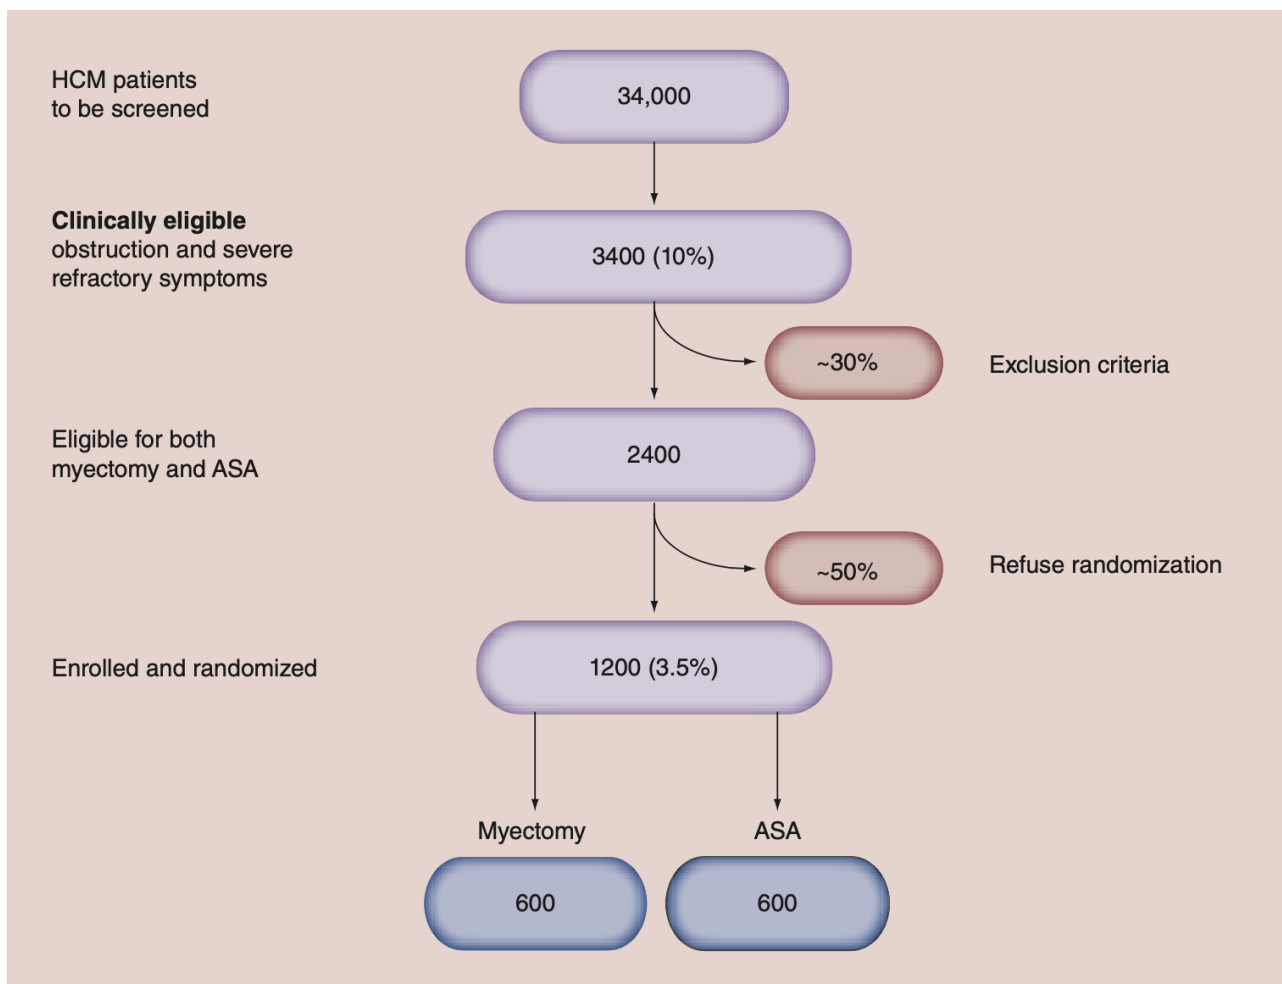 HCM patients
to be screened
34,000
Clinically eligible
obstruction and severe
refractory symptoms
3400 (10%)
~30%
Exclusion criteria
Eligible for both
myectomy and ASA
2400
~50%
Refuse randomization
Enrolled and randomized
1200 (3.5%)
Myectomy
ASA
600
600